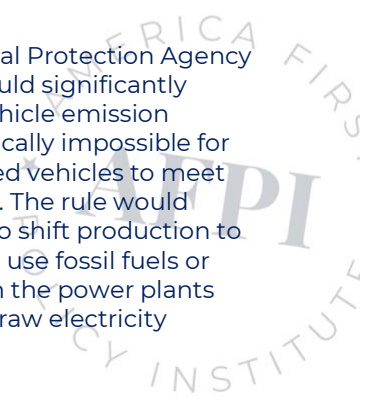 al Protection Agency
uld significantly
hicle emission
cally impossible for
ed vehicles to meet
. The rule would
o shift production to
use fossil fuels or
n the power plants
raw electricity
AMERICA FIRST
AFPI
POLICY INSTITUTE